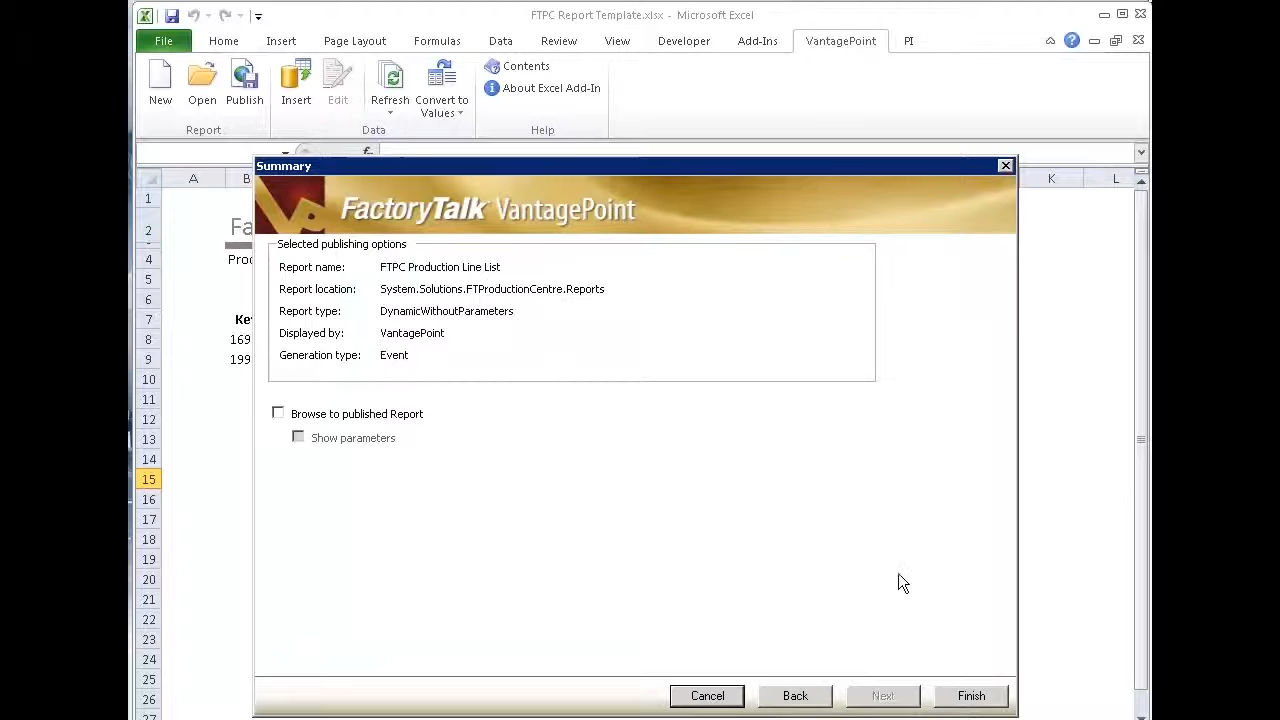 FTPC Report Template.xlsx - Microsoft Excel
File Home Insert Page Layout Formulas Data Review View Developer Add-Ins VantagePoint PI
New Open Publish Insert Edit Refresh Convert to Values
Contents
About Excel Add-In
Report Data Help
A B K L
Summary
FactoryTalk VantagePoint
Selected publishing options
Report name: FTPC Production Line List
Report location: System.Solutions.FTProductionCentre.Reports
Report type: DynamicWithoutParameters
Displayed by: VantagePoint
Generation type: Event
Browse to published Report
Show parameters
Cancel Back Next Finish
1
2 Fa
4 Proc
5
6
7 Ke
8 169
9 199
10
11
12
13
14
15
16
17
18
19
20
21
22
23
24
25
26
27